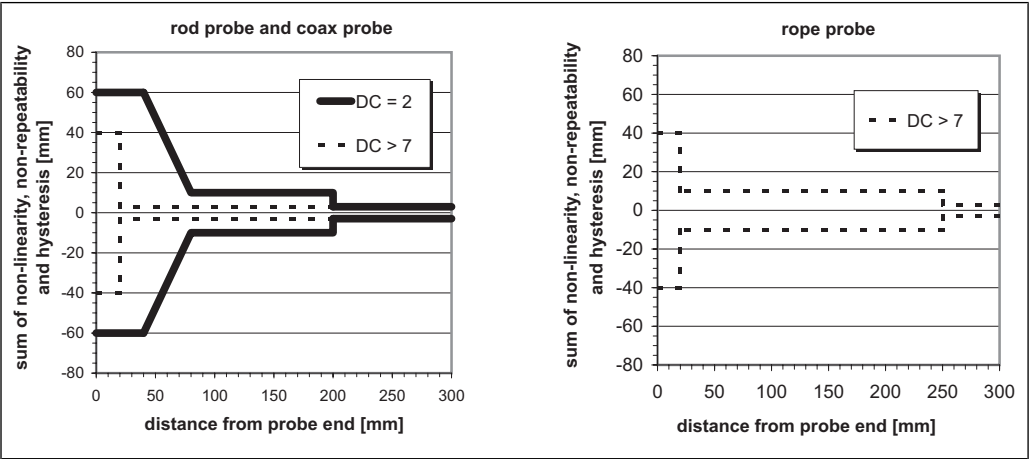 rod probe and coax probe
sum of non-linearity, non-repeatability
and hysteresis [mm]
80
60
40
20
0
-20
-40
-60
-80
DC = 2
DC > 7
0
50
100
150
200
250
300
distance from probe end [mm]
rope probe
sum of non-linearity, non-repeatability
and hysteresis [mm]
80
60
40
20
0
-20
-40
-60
-80
DC > 7
0
50
100
150
200
250
300
distance from probe end [mm]